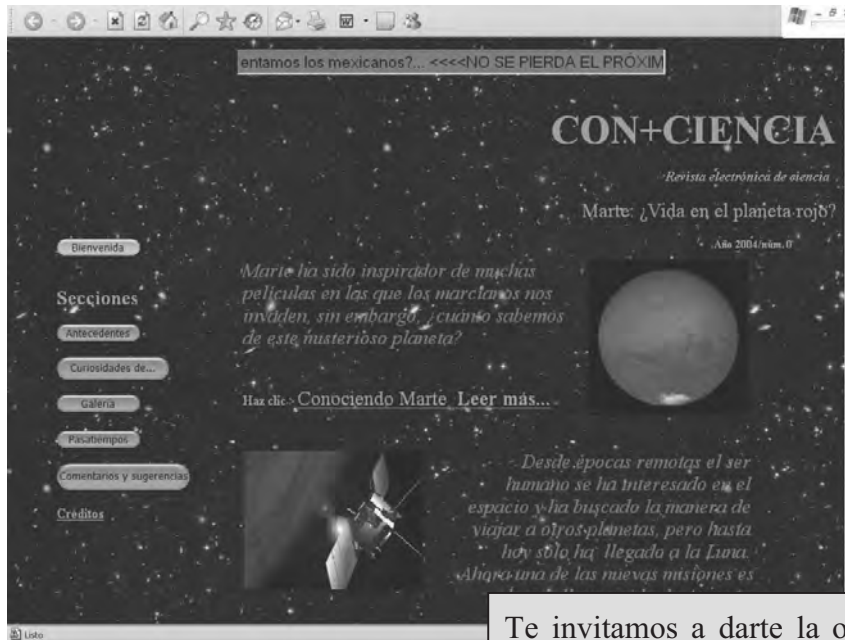 entamos los mexicanos?... <<<<NO SE PIERDA EL PRÓXIM
CON+CIENCIA
Revista electrónica de ciencia
Marte: ¿Vida en el planeta rojo?
Año 2004/núm. 0
Bienvenida
Secciones
Antecedentes
Curiosidades de...
Galería
Pasatiempos
Comentarios y sugerencias
Créditos
Marte ha sido inspirador de muchas
películas en las que los marcianos nos
invaden, sin embargo, ¿cuánto sabemos
de este misterioso planeta?
Haz clic > Conociendo Marte Leer más...
Desde épocas remotas el ser
humano se ha interesado en el
espacio y ha buscado la manera de
viajar a otros planetas, pero hasta
hoy sólo ha llegado a la Luna.
Ahora una de las nuevas misiones es
Listo
Te invitamos a darte la o